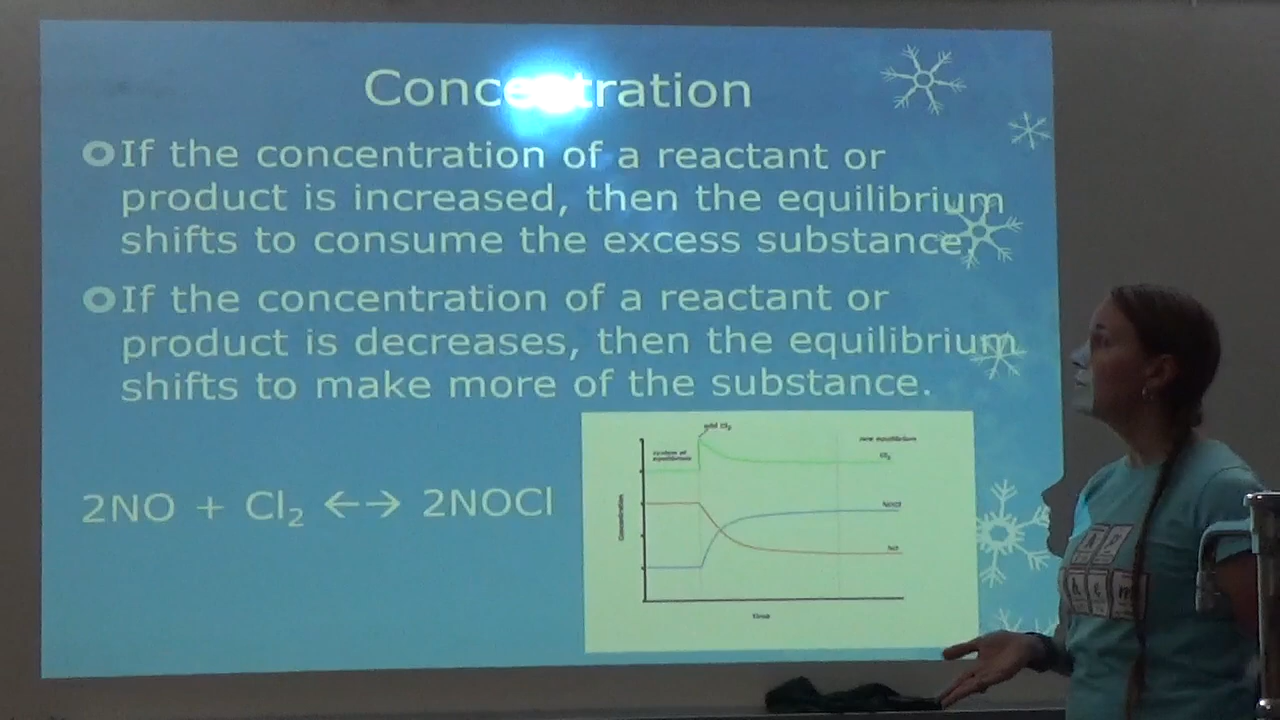 Concentration
If the concentration of a reactant or
product is increased, then the equilibrium
shifts to consume the excess substance.
If the concentration of a reactant or
product is decreases, then the equilibrium
shifts to make more of the substance.
2NO + Cl₂ ←→ 2NOCl
add Cl₂
new equilibrium
Cl₂
NOCl
NO
Concentration
Time